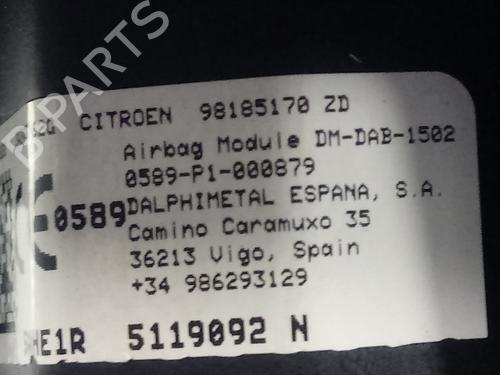 CITROEN 98185170 ZD
Airbag Module DM-DAB-1502
0589-P1-000879
0589 DALPHIMETAL ESPANA, S.A.
Camino Caramuxo 35
36213 Vigo, Spain
+34 986293129
5119092 N
B-PARTS